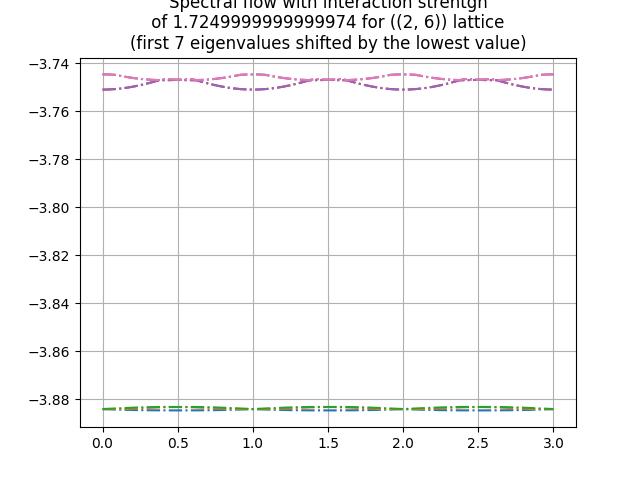 Spectral flow with interaction strentgh
of 1.7249999999999974 for ((2, 6)) lattice
(first 7 eigenvalues shifted by the lowest value)
−3.74
−3.76
−3.78
−3.80
−3.82
−3.84
−3.86
−3.88
0.0 0.5 1.0 1.5 2.0 2.5 3.0